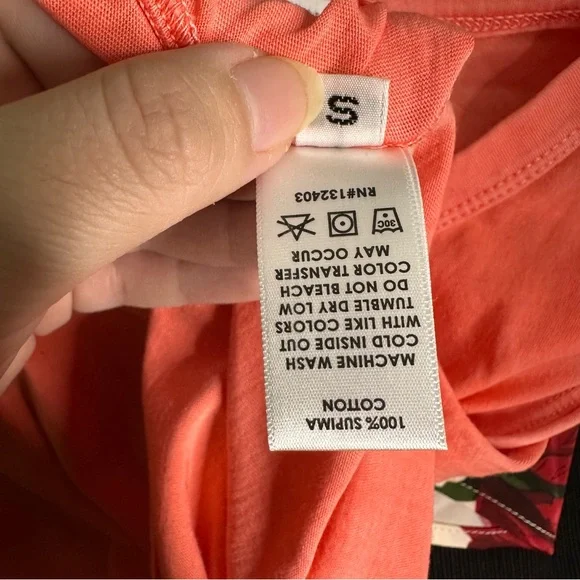 100% SUPIMA
COTTON
MACHINE WASH
COLD INSIDE OUT
WITH LIKE COLORS
TUMBLE DRY LOW
DO NOT BLEACH
COLOR TRANSFER
MAY OCCUR
30C
RN#132403
S